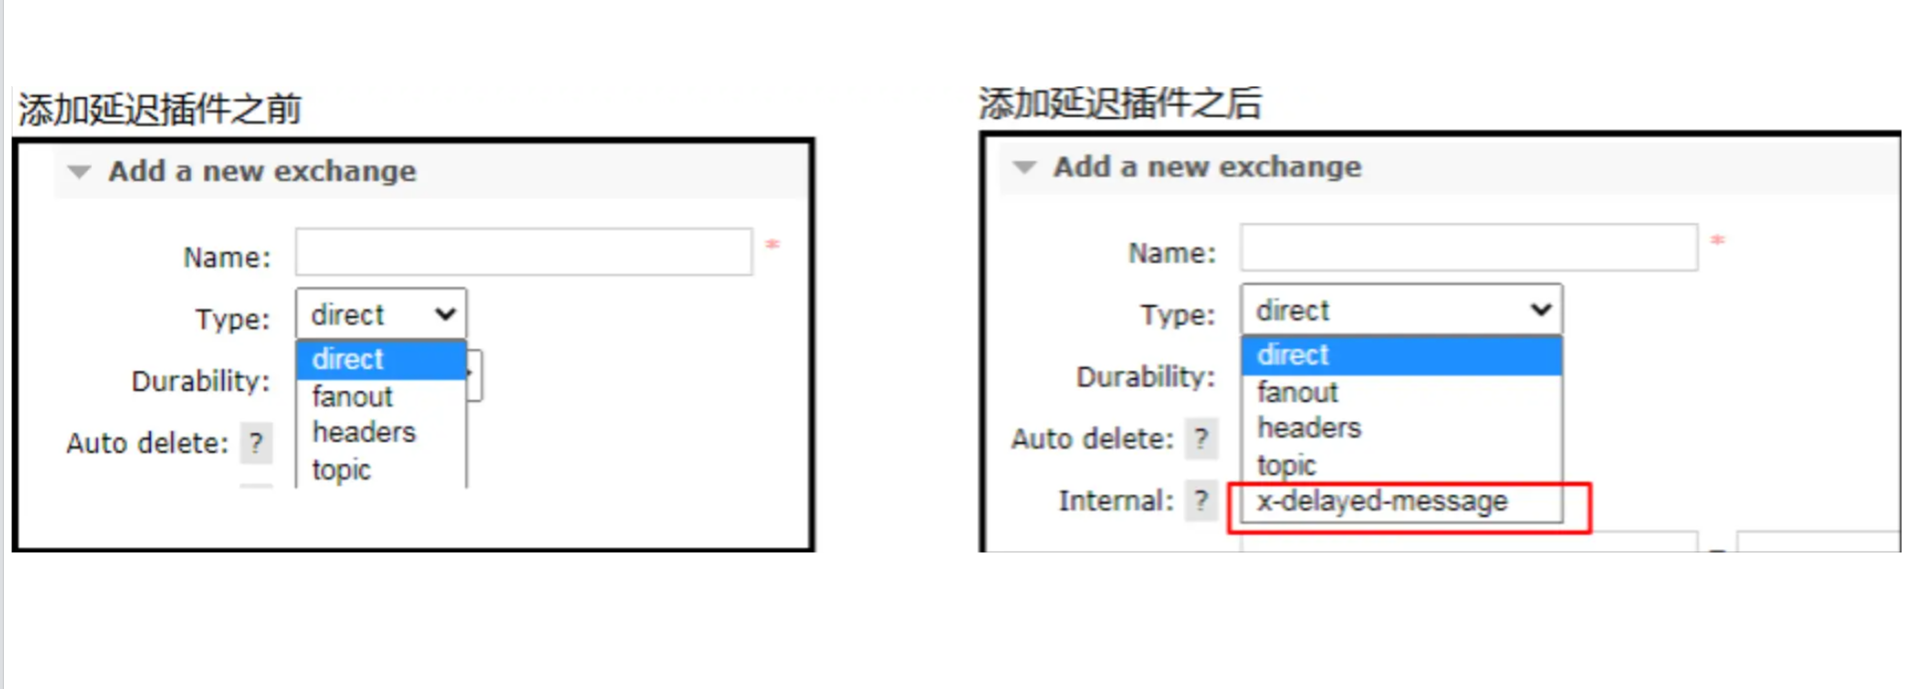 添加延迟插件之前
Add a new exchange
Name:
*
Type:
direct
direct
fanout
headers
topic
Durability:
Auto delete:
?
添加延迟插件之后
Add a new exchange
Name:
*
Type:
direct
direct
fanout
headers
topic
x-delayed-message
Durability:
Auto delete:
?
Internal:
?